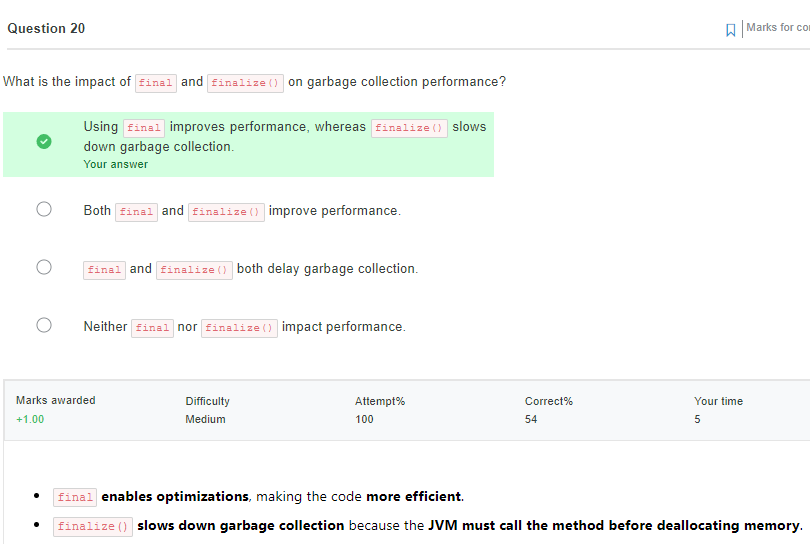 Question 20
Marks for
What is the impact of final and finalize() on garbage collection performance?
Using final improves performance, whereas finalize() slows
down garbage collection.
Your answer
Both final and finalize() improve performance.
final and finalize() both delay garbage collection.
Neither final nor finalize() impact performance.
Marks awarded Difficulty Attempt% Correct% Your time
+1.00 Medium 100 54 5
• final enables optimizations, making the code more efficient.
• finalize() slows down garbage collection because the JVM must call the method before deallocating memory.